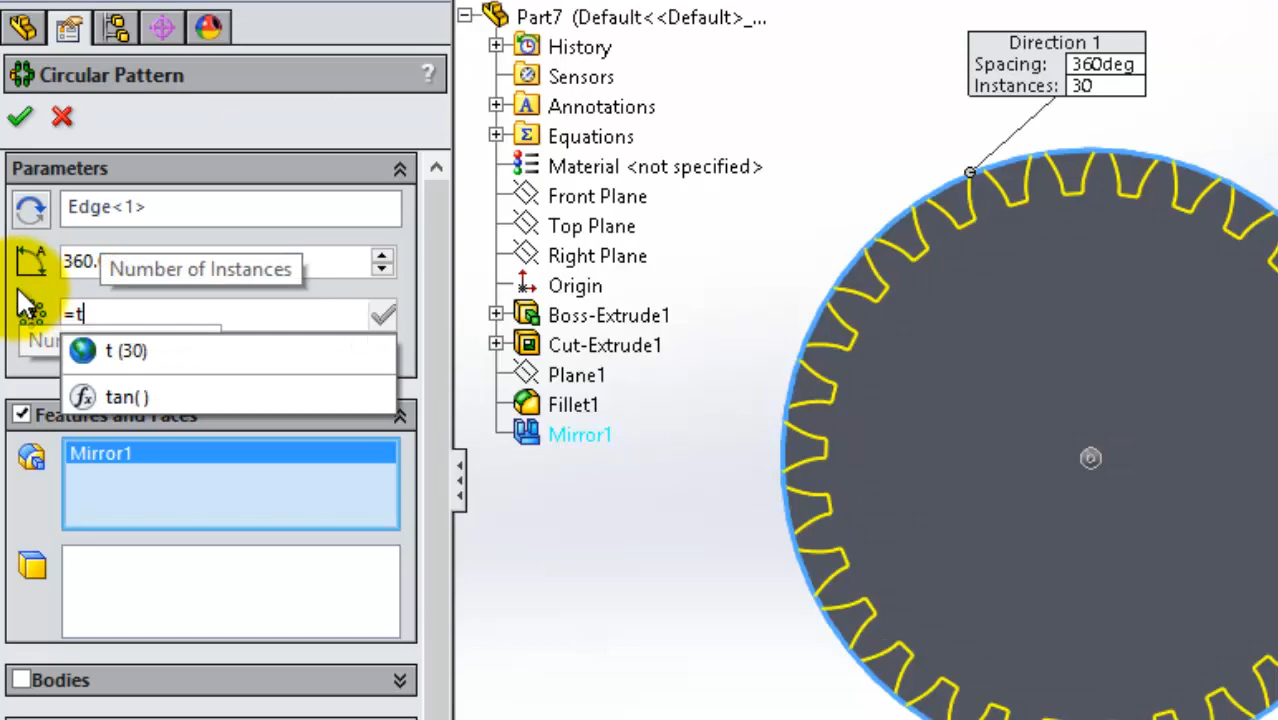 Part7 (Default<<Default>_...
History
Sensors
Annotations
Equations
Material <not specified>
Front Plane
Top Plane
Right Plane
Origin
Boss-Extrude1
Cut-Extrude1
Plane1
Fillet1
Mirror1
Circular Pattern
?
Parameters
Edge<1>
360.
Number of Instances
=t
Nu
t (30)
tan( )
Features and Faces
Mirror1
Bodies
Direction 1
Spacing: 360deg
Instances: 30